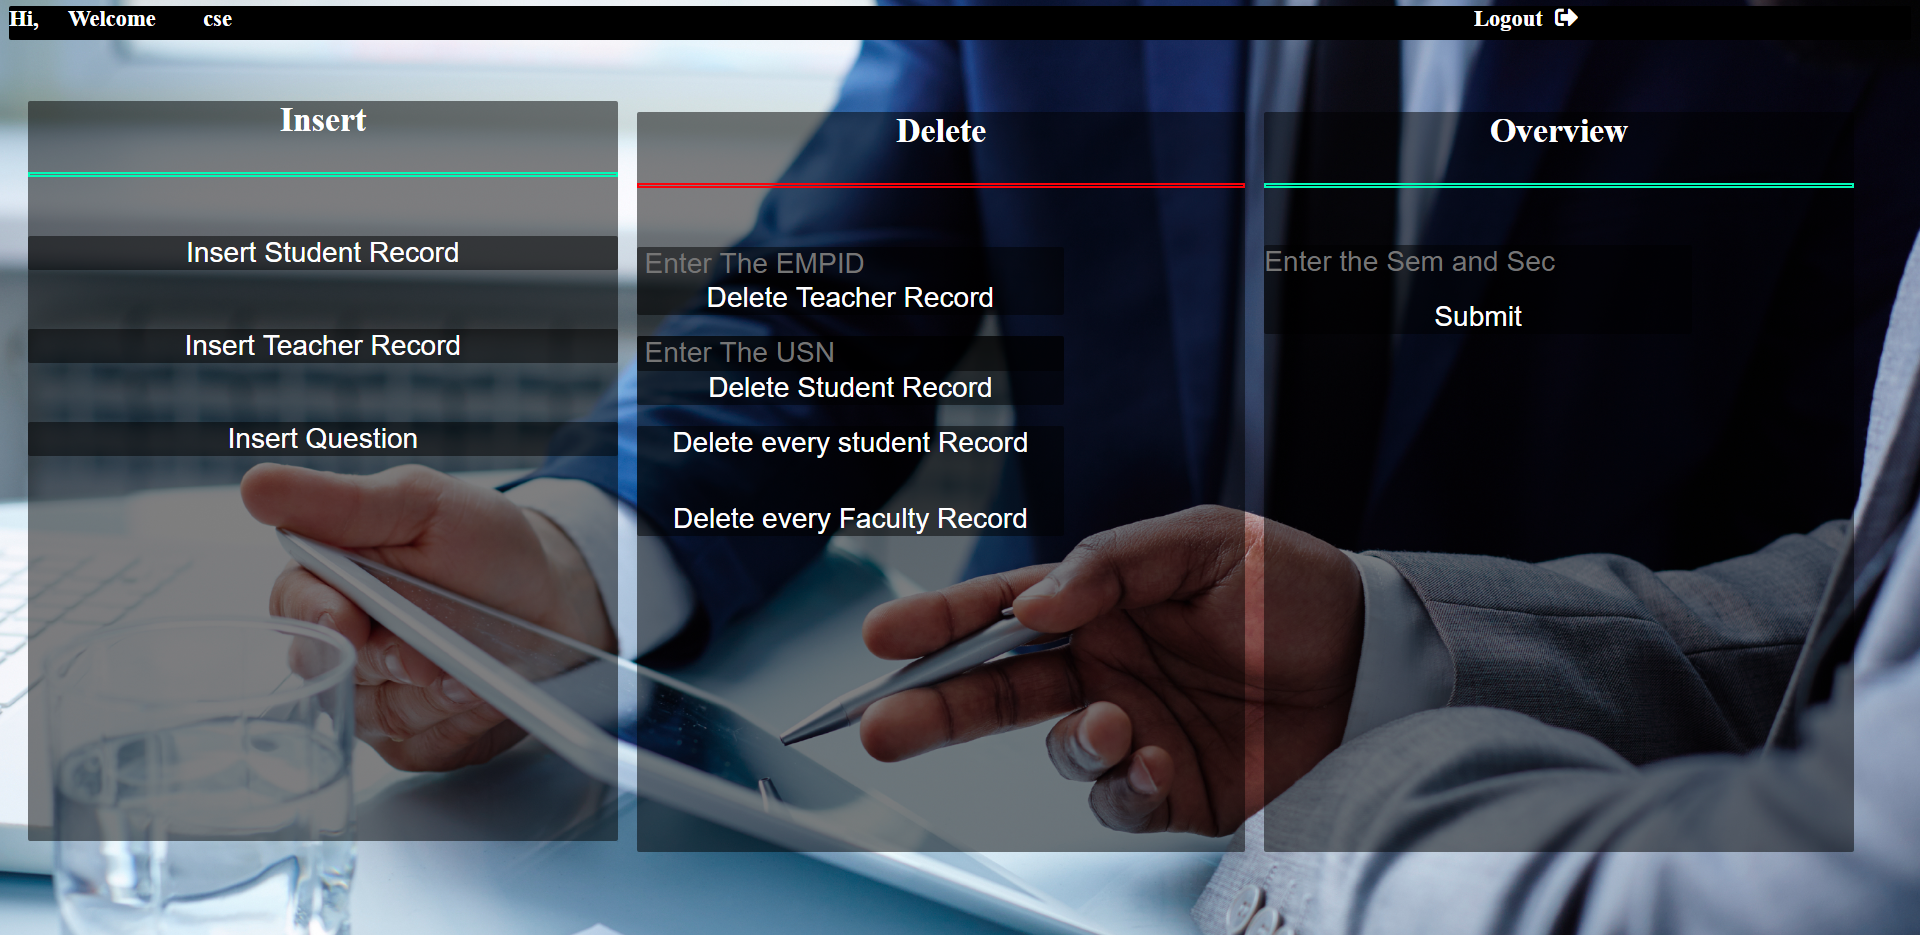 Hi, Welcome cse Logout
Insert
Insert Student Record
Insert Teacher Record
Insert Question
Delete
Enter The EMPID
Delete Teacher Record
Enter The USN
Delete Student Record
Delete every student Record
Delete every Faculty Record
Overview
Enter the Sem and Sec
Submit